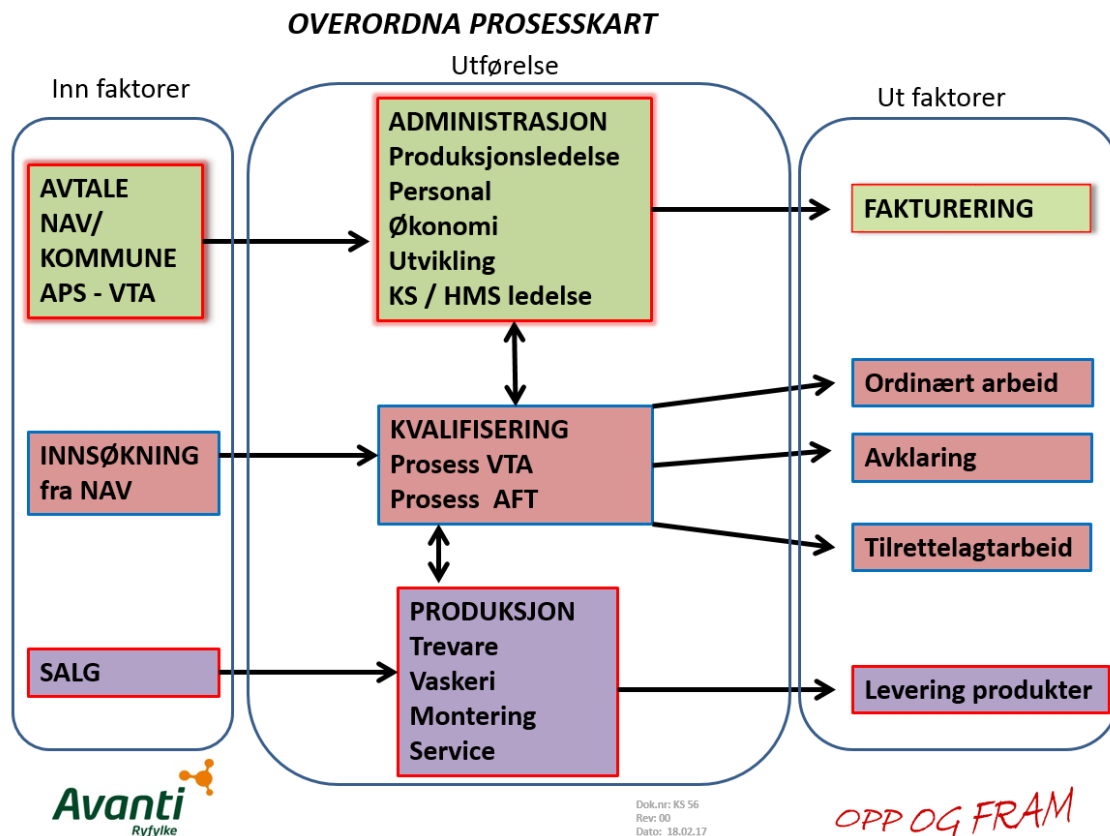 OVERORDNA PROSESSKART
Inn faktorer
Utførelse
Ut faktorer
AVTALE
NAV/
KOMMUNE
APS - VTA
ADMINISTRASJON
Produksjonsledelse
Personal
Økonomi
Utvikling
KS / HMS ledelse
FAKTURERING
INNSØKNING
fra NAV
KVALIFISERING
Prosess VTA
Prosess  AFT
Ordinært arbeid
Avklaring
Tilrettelagtarbeid
SALG
PRODUKSJON
Trevare
Vaskeri
Montering
Service
Levering produkter
Avanti
Ryfylke
Dok.nr: KS 56
Rev: 00
Dato: 18.02.17
OPP OG FRAM